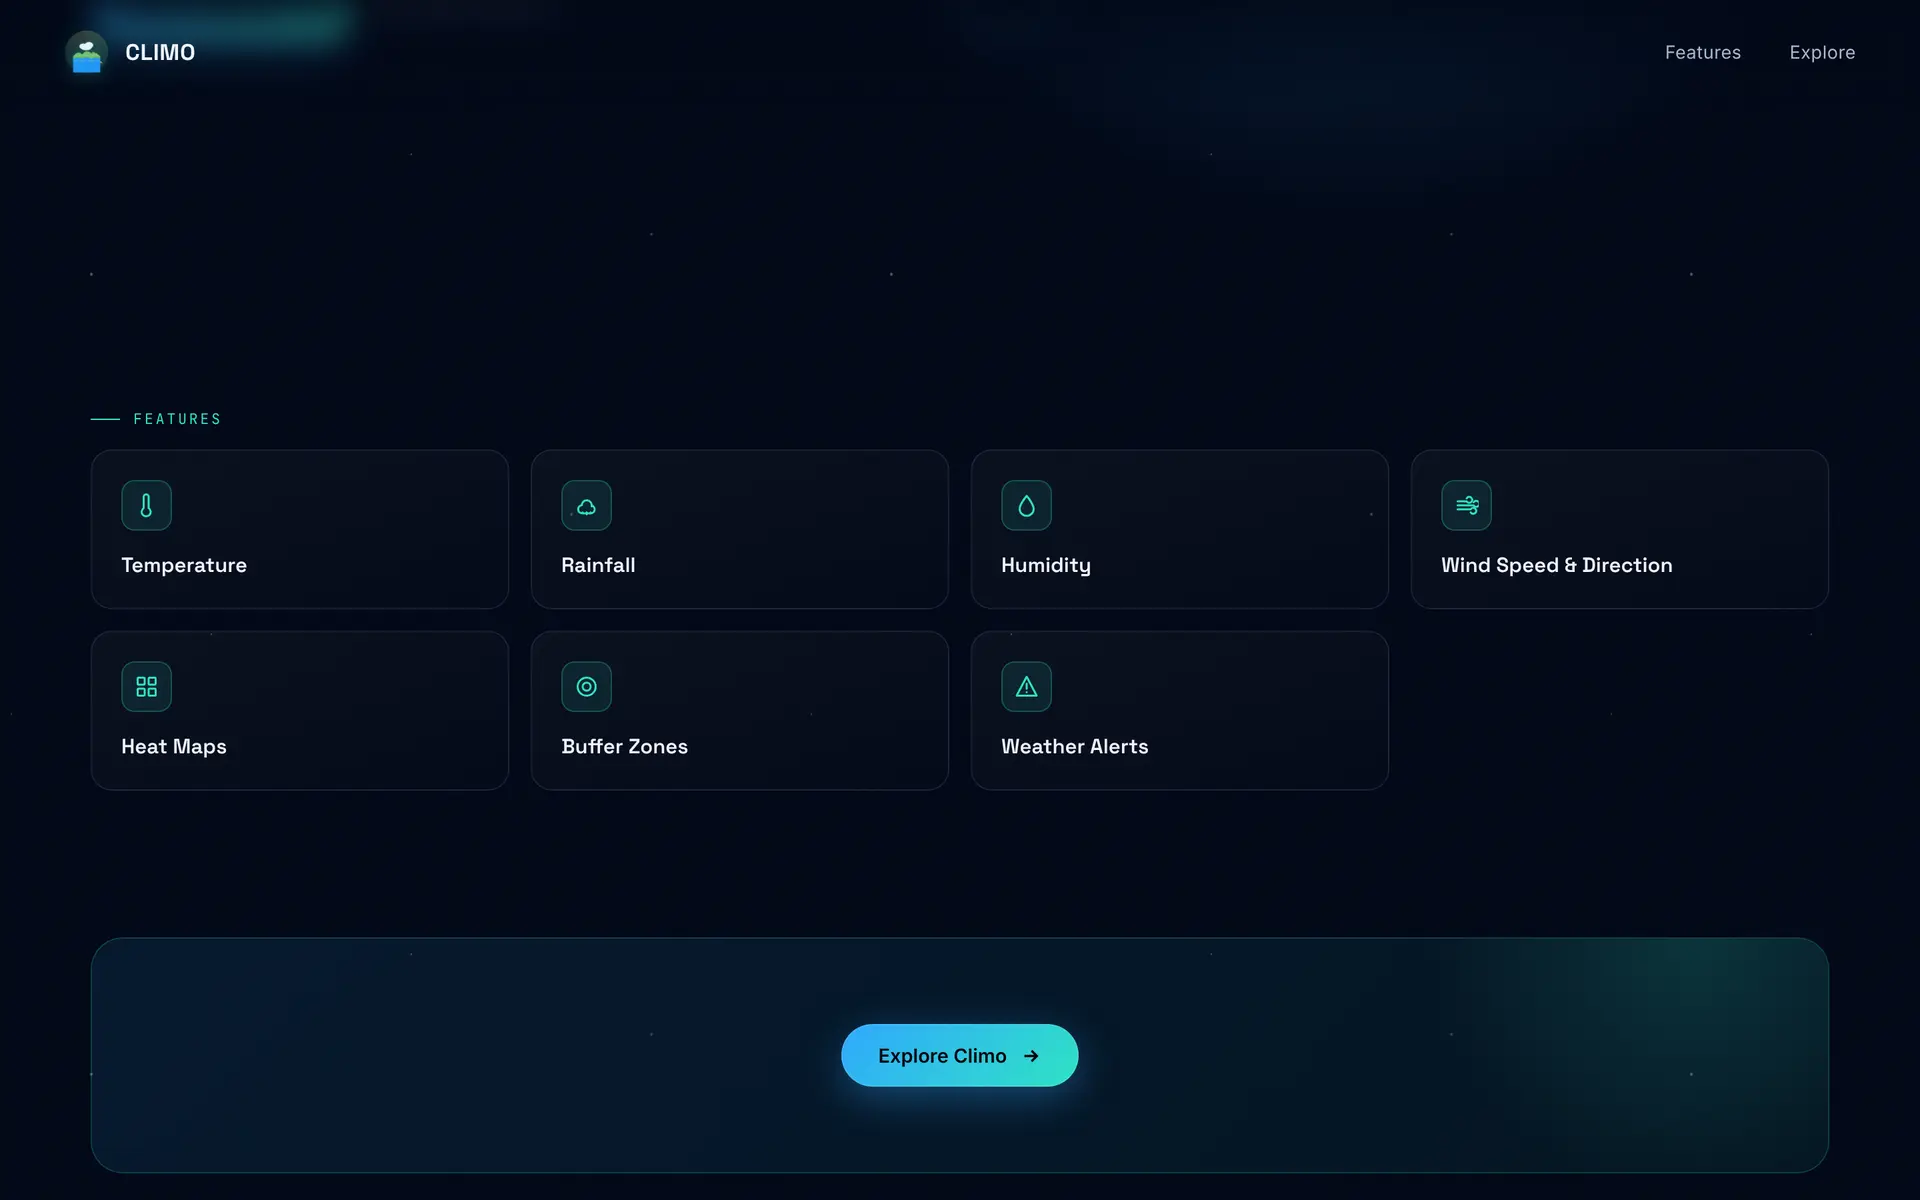 CLIMO
Features
Explore
FEATURES
Temperature
Rainfall
Humidity
Wind Speed & Direction
Heat Maps
Buffer Zones
Weather Alerts
Explore Climo →